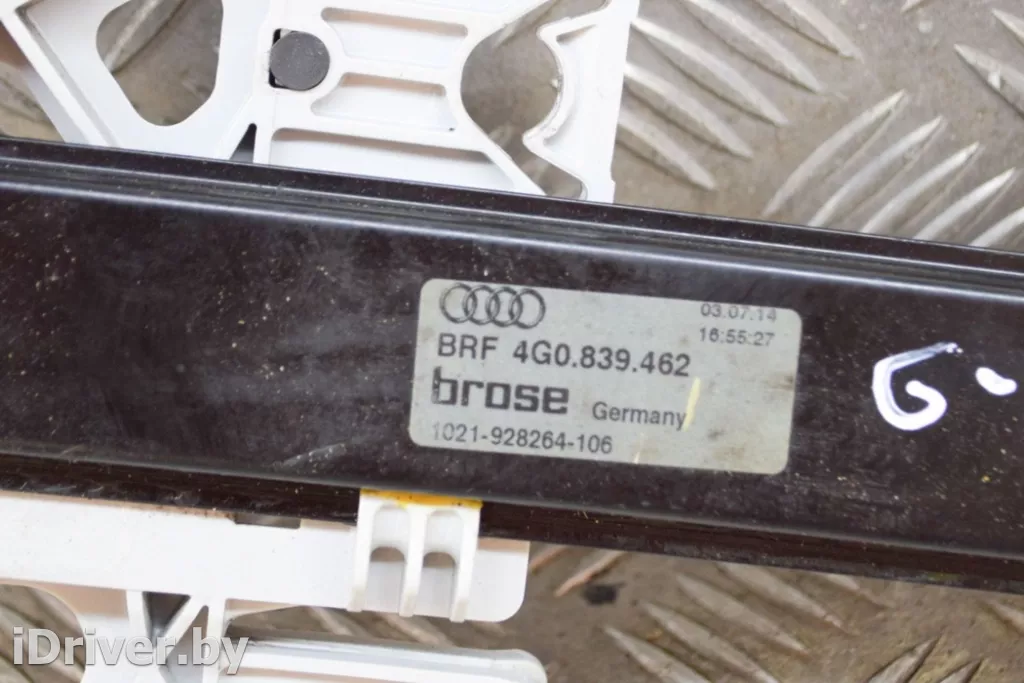 03.07.14
16:55:27
BRF 4G0.839.462
brose Germany
1021-928264-106
G.
iDriver.by